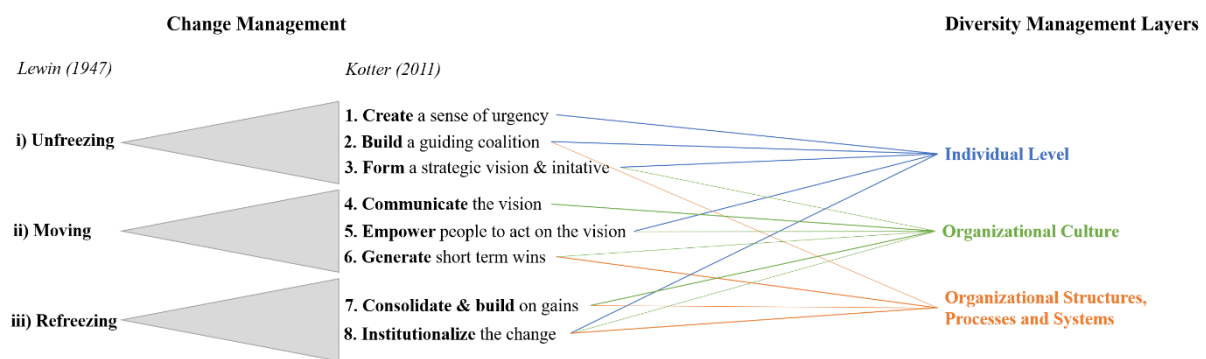 Change Management
Diversity Management Layers
Lewin (1947)
Kotter (2011)
i) Unfreezing
1. Create a sense of urgency
2. Build a guiding coalition
3. Form a strategic vision & initative
ii) Moving
4. Communicate the vision
5. Empower people to act on the vision
6. Generate short term wins
iii) Refreezing
7. Consolidate & build on gains
8. Institutionalize the change
Individual Level
Organizational Culture
Organizational Structures,
Processes and Systems